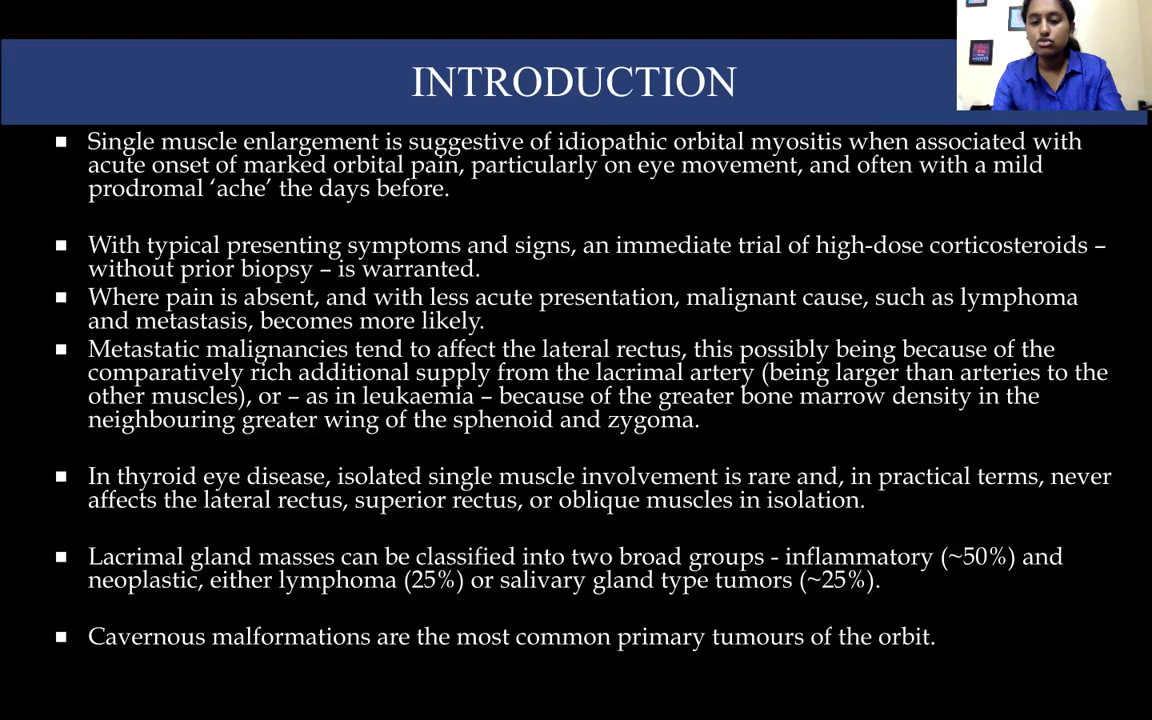 INTRODUCTION
Single muscle enlargement is suggestive of idiopathic orbital myositis when associated with
acute onset of marked orbital pain, particularly on eye movement, and often with a mild
prodromal ‘ache’ the days before.
With typical presenting symptoms and signs, an immediate trial of high-dose corticosteroids –
without prior biopsy – is warranted.
Where pain is absent, and with less acute presentation, malignant cause, such as lymphoma
and metastasis, becomes more likely.
Metastatic malignancies tend to affect the lateral rectus, this possibly being because of the
comparatively rich additional supply from the lacrimal artery (being larger than arteries to the
other muscles), or – as in leukaemia – because of the greater bone marrow density in the
neighbouring greater wing of the sphenoid and zygoma.
In thyroid eye disease, isolated single muscle involvement is rare and, in practical terms, never
affects the lateral rectus, superior rectus, or oblique muscles in isolation.
Lacrimal gland masses can be classified into two broad groups - inflammatory (~50%) and
neoplastic, either lymphoma (25%) or salivary gland type tumors (~25%).
Cavernous malformations are the most common primary tumours of the orbit.